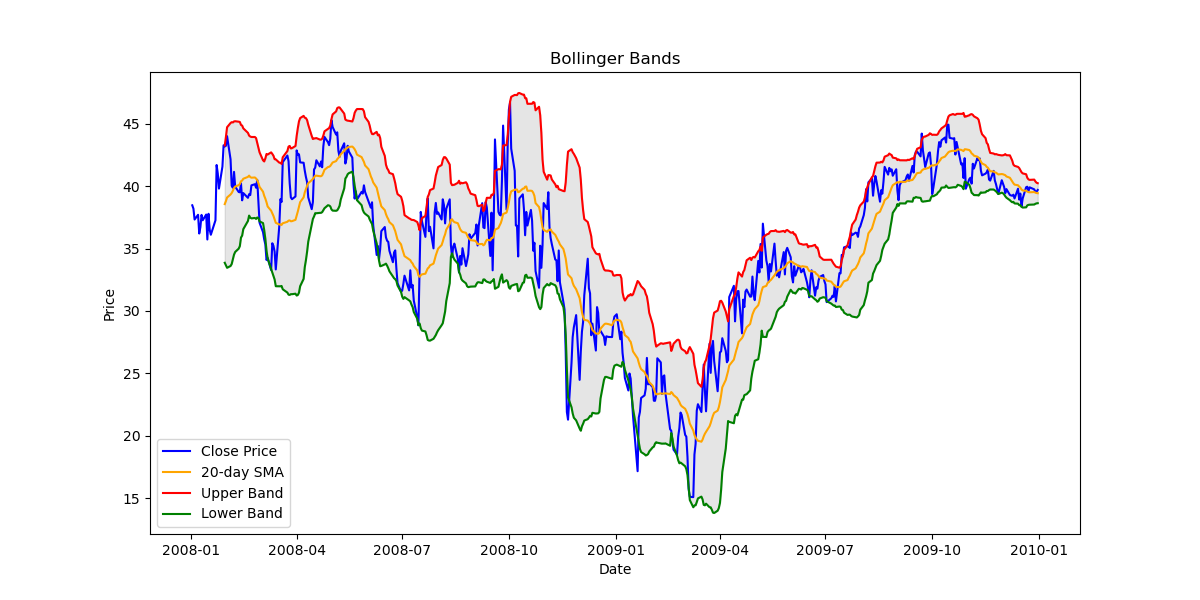 Bollinger Bands
Price
45
40
35
30
25
20
15
Close Price
20-day SMA
Upper Band
Lower Band
2008-01 2008-04 2008-07 2008-10 2009-01 2009-04 2009-07 2009-10 2010-01
Date